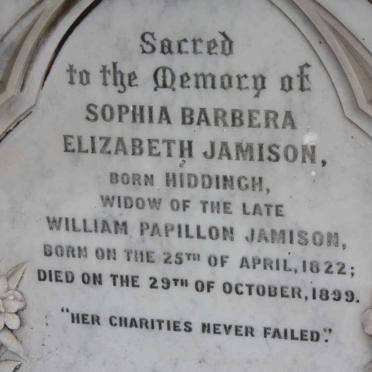 Sacred
to the Memory of
SOPHIA BARBERA
ELIZABETH JAMISON,
BORN HIDDINGH,
WIDOW OF THE LATE
WILLIAM PAPILLON JAMISON,
BORN ON THE 25TH OF APRIL, 1822;
DIED ON THE 29TH OF OCTOBER, 1899.
"HER CHARITIES NEVER FAILED."